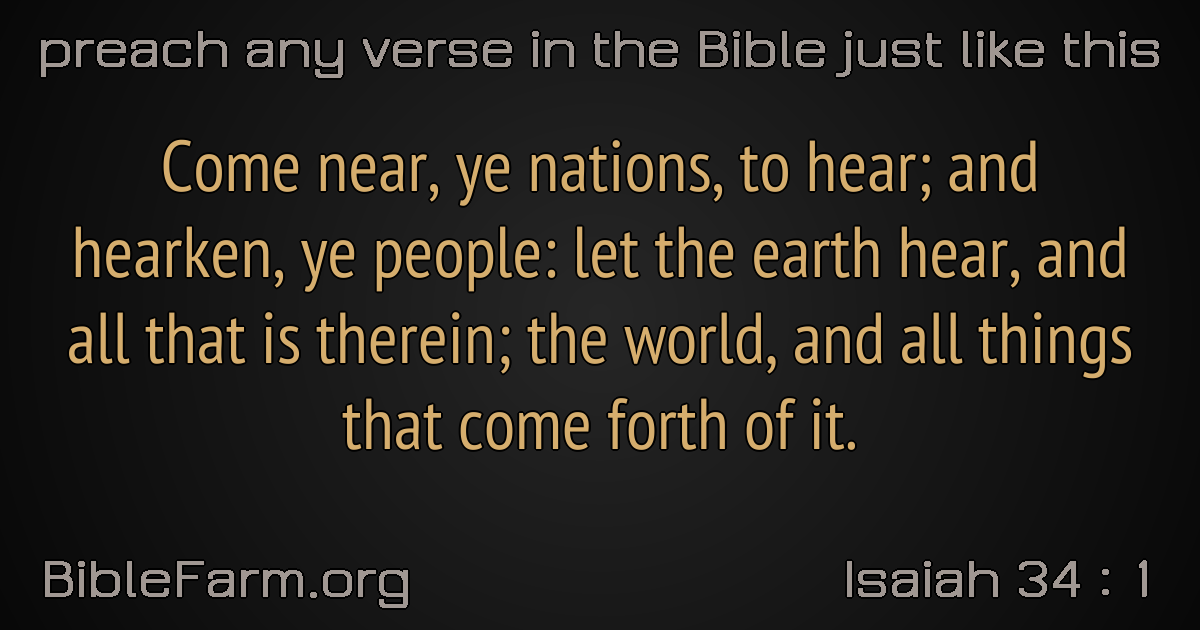 preach any verse in the Bible just like this
Come near, ye nations, to hear; and
hearken, ye people: let the earth hear, and
all that is therein; the world, and all things
that come forth of it.
BibleFarm.org
Isaiah 34 : 1